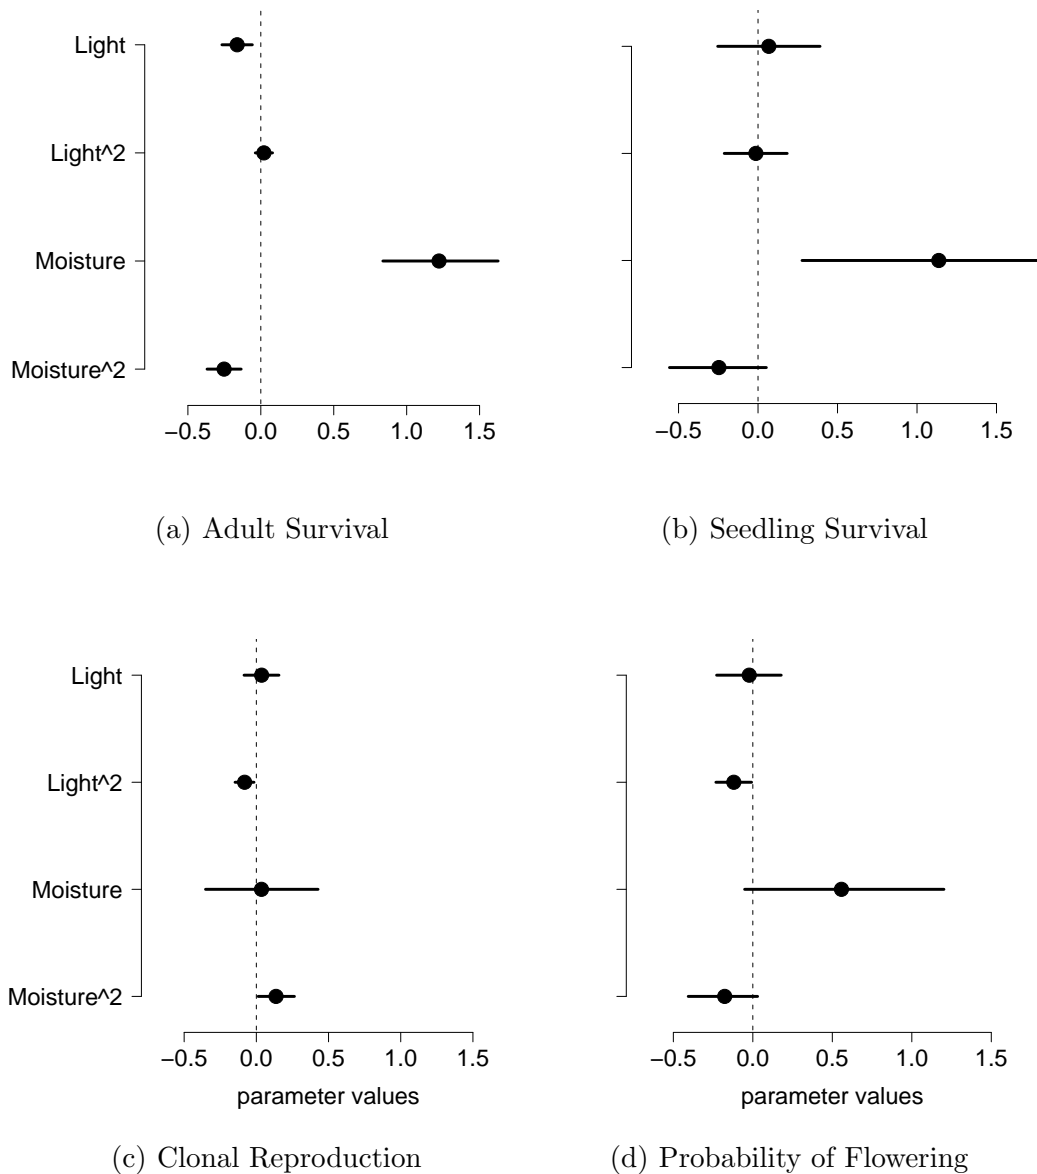 Light
Light^2
Moisture
Moisture^2
−0.5 0.0 0.5 1.0 1.5
(a) Adult Survival
−0.5 0.0 0.5 1.0 1.5
(b) Seedling Survival
Light
Light^2
Moisture
Moisture^2
−0.5 0.0 0.5 1.0 1.5
parameter values
(c) Clonal Reproduction
−0.5 0.0 0.5 1.0 1.5
parameter values
(d) Probability of Flowering